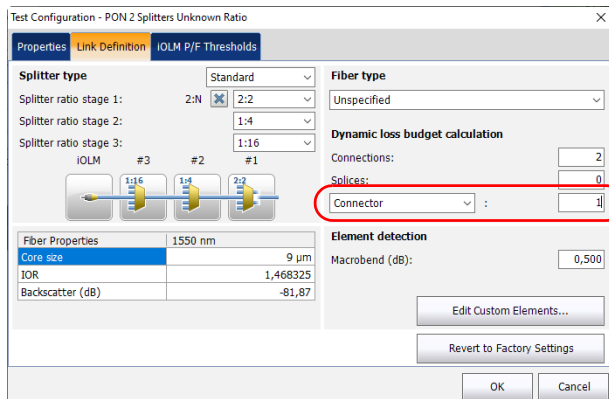 Test Configuration - PON 2 Splitters Unknown Ratio
Properties Link Definition iOLM P/F Thresholds
Splitter type Standard
Splitter ratio stage 1: 2:N 2:2
Splitter ratio stage 2: 1:4
Splitter ratio stage 3: 1:16
iOLM #3 #2 #1
1:16 1:4 2:2
Fiber Properties 1550 nm
Core size 9 µm
IOR 1,468325
Backscatter (dB) -81,87
Fiber type
Unspecified
Dynamic loss budget calculation
Connections: 2
Splices: 0
Connector : 1
Element detection
Macrobend (dB): 0,500
Edit Custom Elements...
Revert to Factory Settings
OK Cancel